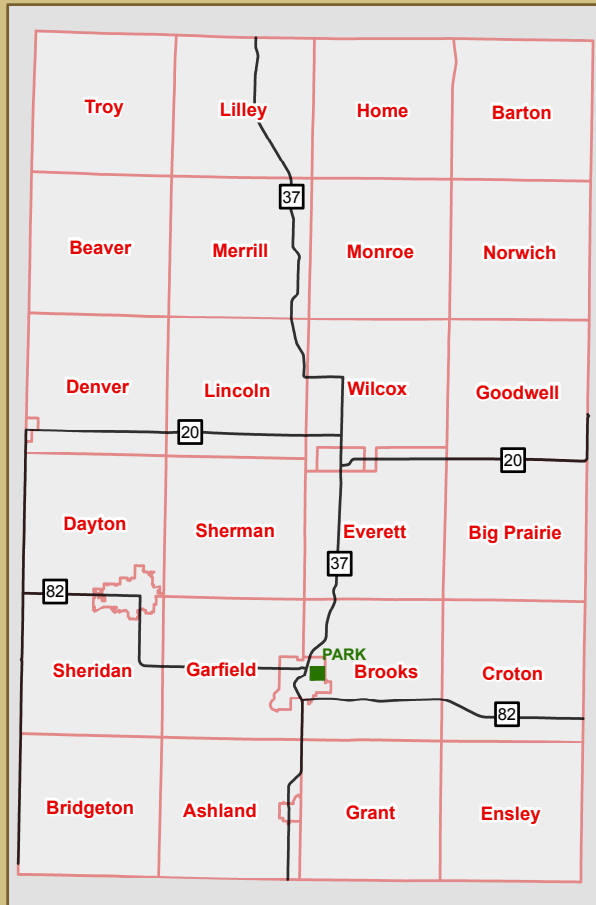 Troy
Lilley
Home
Barton
37
Beaver
Merrill
Monroe
Norwich
Denver
Lincoln
Wilcox
Goodwell
20
20
Dayton
Sherman
Everett
Big Prairie
37
82
PARK
Sheridan
Garfield
Brooks
Croton
82
Bridgeton
Ashland
Grant
Ensley